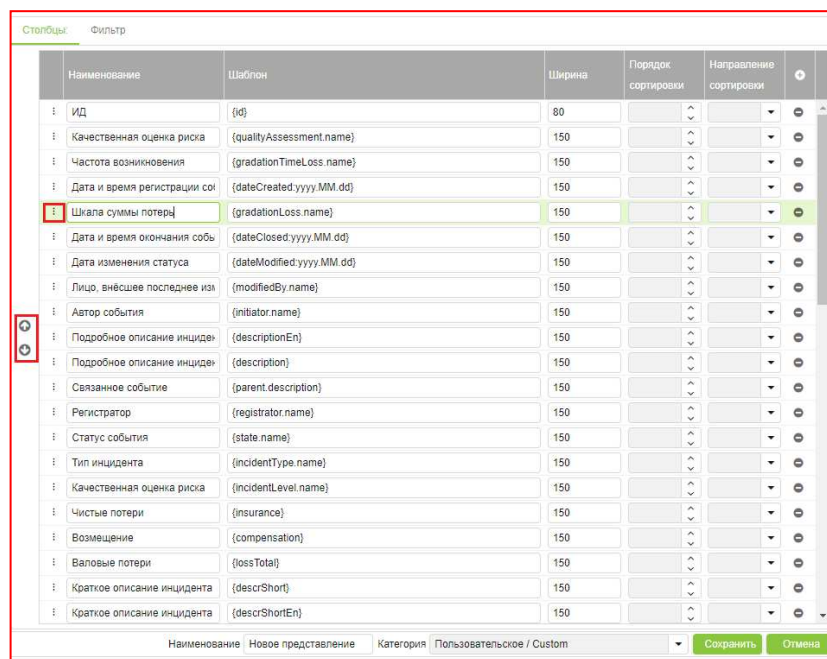 Столбцы Фильтр
Наименование Шаблон Ширина Порядок сортировки Направление сортировки
ИД {id} 80
Качественная оценка риска {qualityAssessment.name} 150
Частота возникновения {gradationTimeLoss.name} 150
Дата и время регистрации соб {dateCreated:yyyy.MM.dd} 150
Шкала суммы потерь {gradationLoss.name} 150
Дата и время окончания собы {dateClosed:yyyy.MM.dd} 150
Дата изменения статуса {dateModified:yyyy.MM.dd} 150
Лицо, внёсшее последнее изм {modifiedBy.name} 150
Автор события {initiator.name} 150
Подробное описание инциден {descriptionEn} 150
Подробное описание инциден {description} 150
Связанное событие {parent.description} 150
Регистратор {registrator.name} 150
Статус события {state.name} 150
Тип инцидента {incidentType.name} 150
Качественная оценка риска {incidentLevel.name} 150
Чистые потери {insurance} 150
Возмещение {compensation} 150
Валовые потери {lossTotal} 150
Краткое описание инцидента {descrShort} 150
Краткое описание инцидента {descrShortEn} 150
Наименование Новое представление Категория Пользовательское / Custom Сохранить Отмена